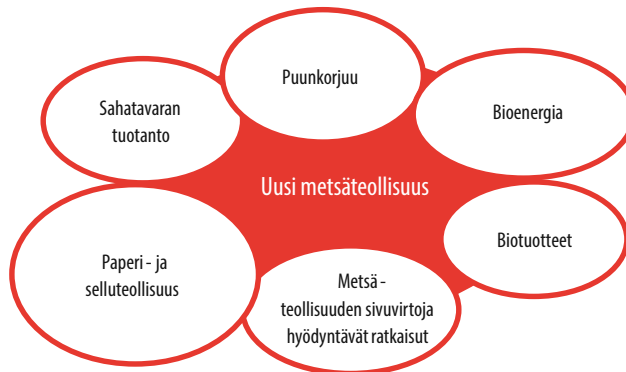 Puunkorjuu
Sahatavaran
tuotanto
Bioenergia
Uusi metsäteollisuus
Biotuotteet
Paperi - ja
selluteollisuus
Metsä -
teollisuuden sivuvirtoja
hyödyntävät ratkaisut